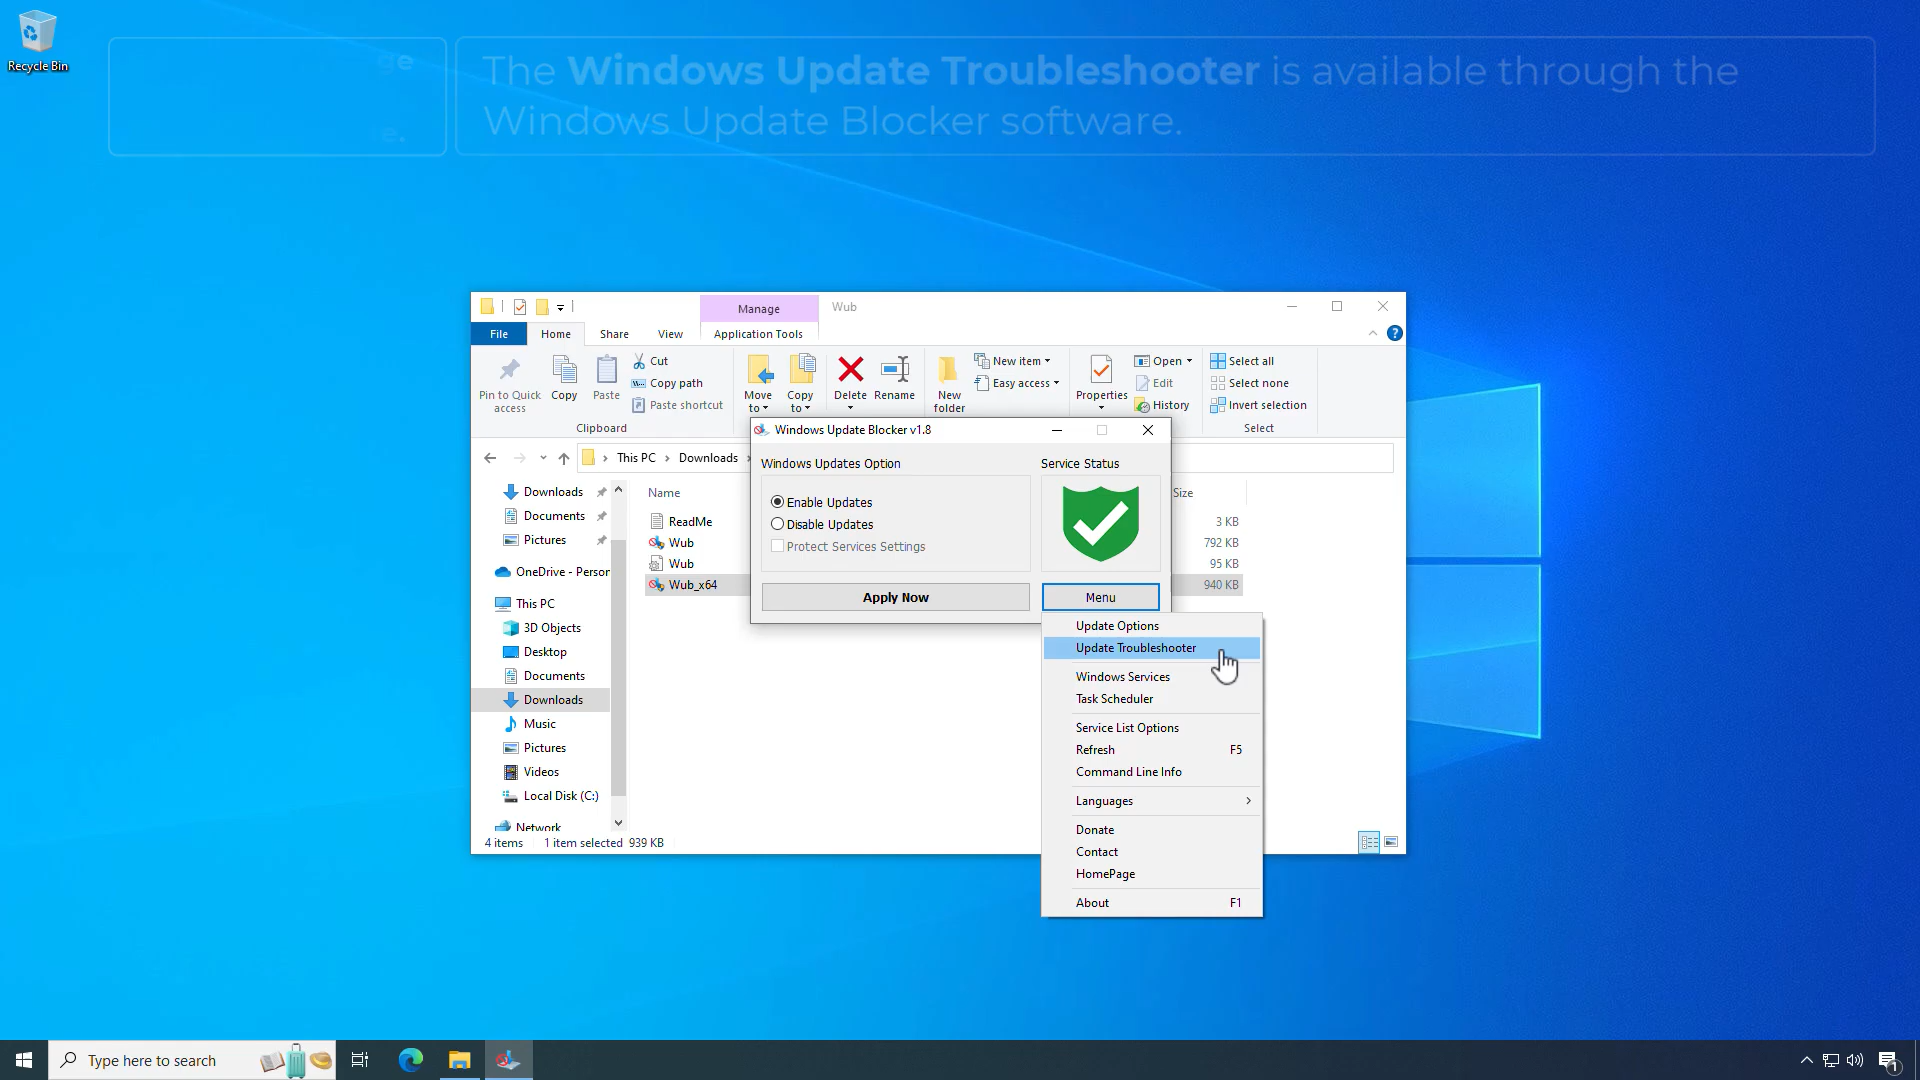 Recycle Bin
ge
e.
The Windows Update Troubleshooter is available through the
Windows Update Blocker software.
Manage
Wub
File
Home
Share
View
Application Tools
Pin to Quick
access
Copy
Paste
Cut
Copy path
Paste shortcut
Clipboard
Move
to
Copy
to
Delete
Rename
New
folder
New item
Easy access
Properties
Open
Edit
History
Select all
Select none
Invert selection
Select
This PC
Downloads
Downloads
Documents
Pictures
OneDrive - Person
This PC
3D Objects
Desktop
Documents
Downloads
Music
Pictures
Videos
Local Disk (C:)
Network
Name
Size
ReadMe
3 KB
Wub
792 KB
Wub
95 KB
Wub_x64
940 KB
4 items
1 item selected 939 KB
Windows Update Blocker v1.8
Windows Updates Option
Service Status
Enable Updates
Disable Updates
Protect Services Settings
Apply Now
Menu
Update Options
Update Troubleshooter
Windows Services
Task Scheduler
Service List Options
Refresh F5
Command Line Info
Languages
Donate
Contact
HomePage
About F1
Type here to search
1